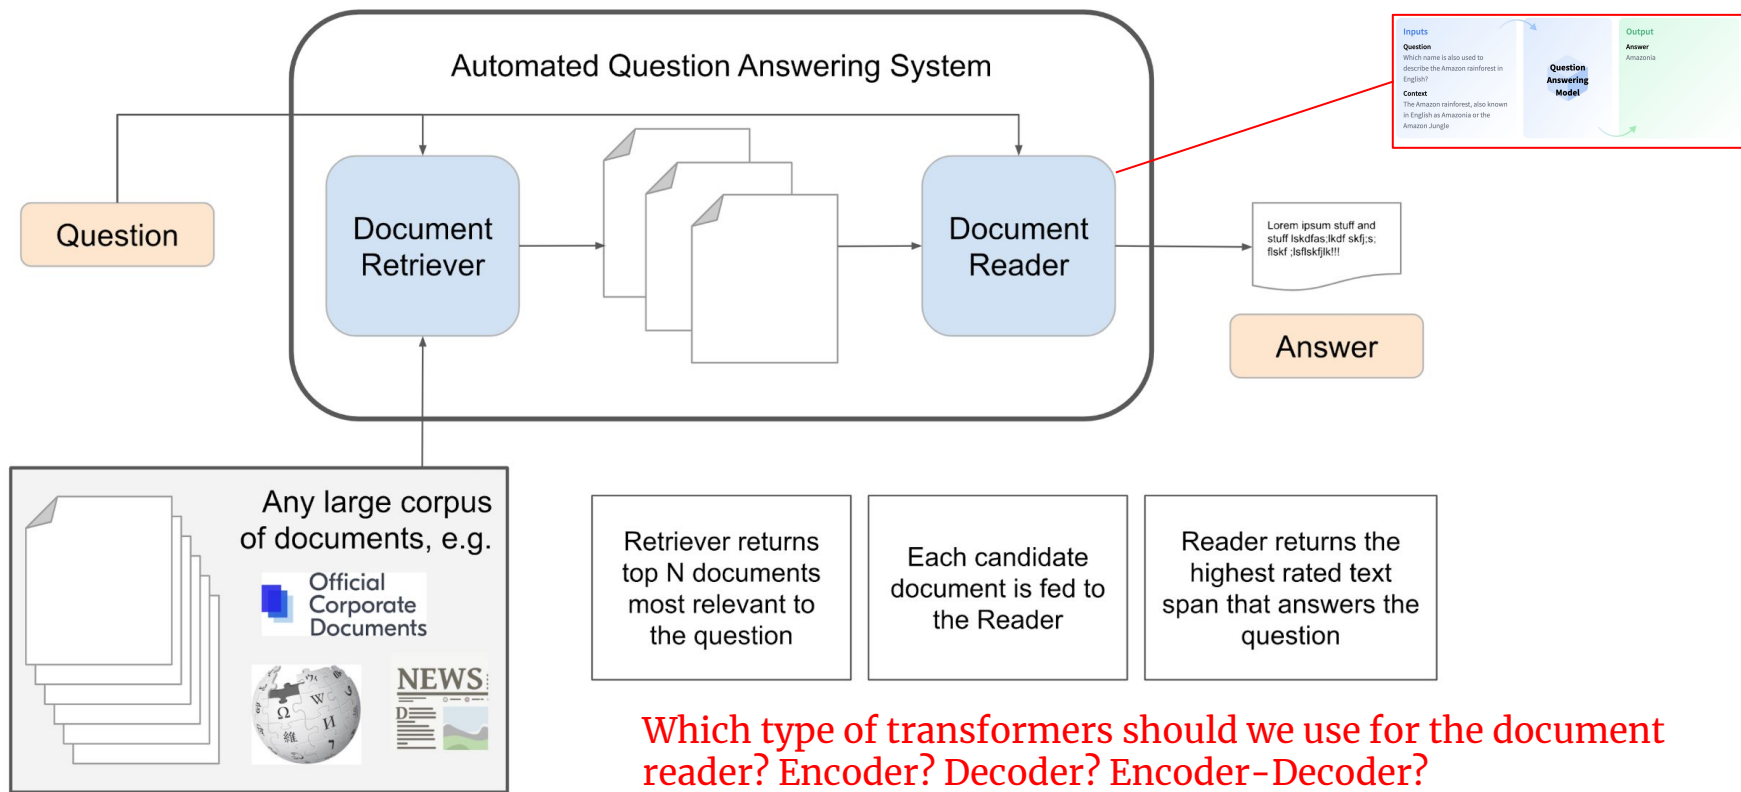 Automated Question Answering System
Inputs
Question
Which name is also used to
describe the Amazon rainforest in
English?
Context
The Amazon rainforest, also known
in English as Amazonia or the
Amazon Jungle
Question
Answering
Model
Output
Answer
Amazonia
Question
Document
Retriever
Document
Reader
Lorem ipsum stuff and
stuff lskdfas;lkdf skfj;s;
flskf ;lsflskfjlk!!!
Answer
Any large corpus
of documents, e.g.
Official
Corporate
Documents
Ω
W
И
維
7
NEWS
D
Retriever returns
top N documents
most relevant to
the question
Each candidate
document is fed to
the Reader
Reader returns the
highest rated text
span that answers the
question
Which type of transformers should we use for the document
reader? Encoder? Decoder? Encoder-Decoder?